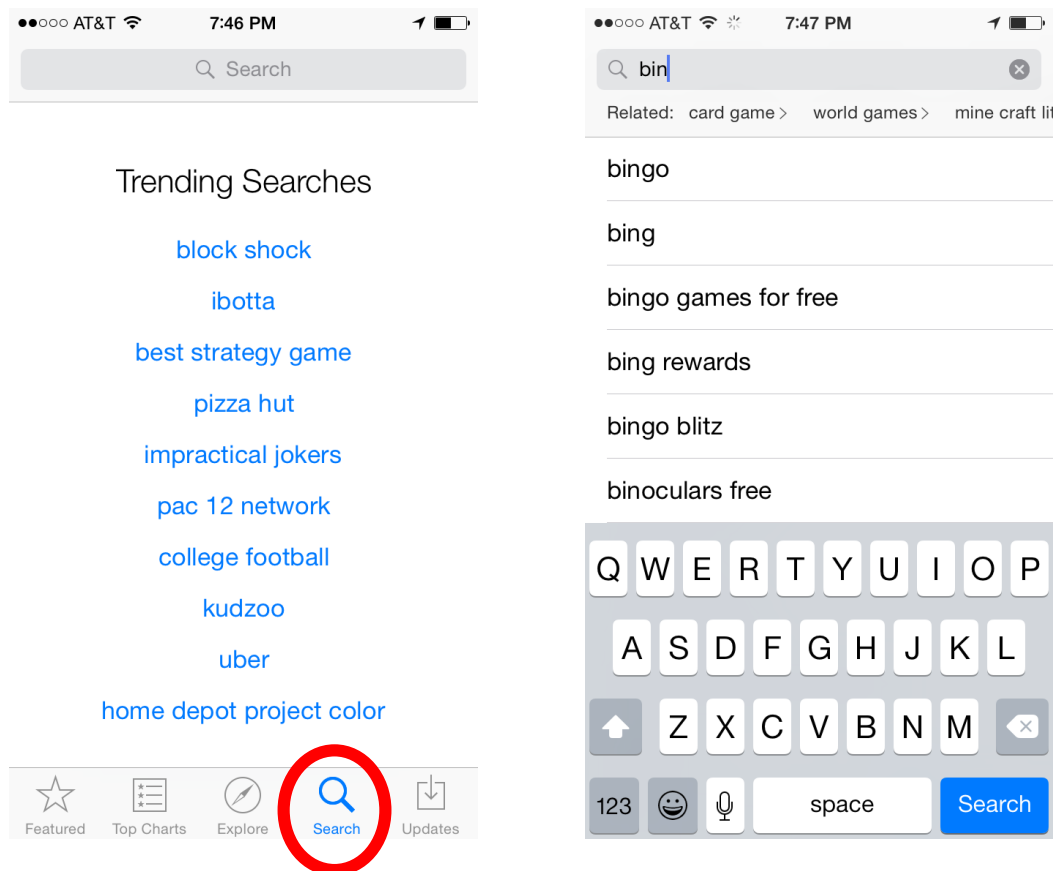 AT&T 7:46 PM
Search
Trending Searches
block shock
ibotta
best strategy game
pizza hut
impractical jokers
pac 12 network
college football
kudzoo
uber
home depot project color
Featured Top Charts Explore Search Updates
AT&T 7:47 PM
bin
Related: card game > world games > mine craft lit
bingo
bing
bingo games for free
bing rewards
bingo blitz
binoculars free
Q W E R T Y U I O P
A S D F G H J K L
Z X C V B N M
123 space Search